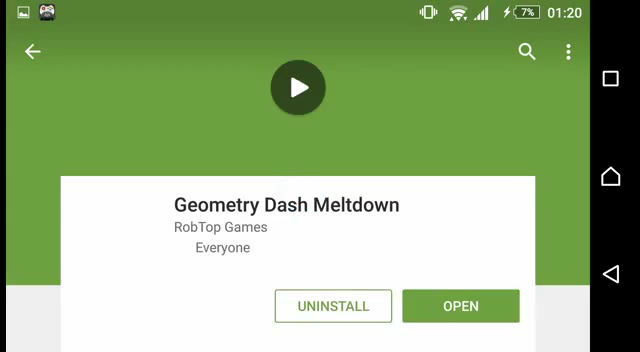 7% 01:20
Geometry Dash Meltdown
RobTop Games
Everyone
UNINSTALL OPEN